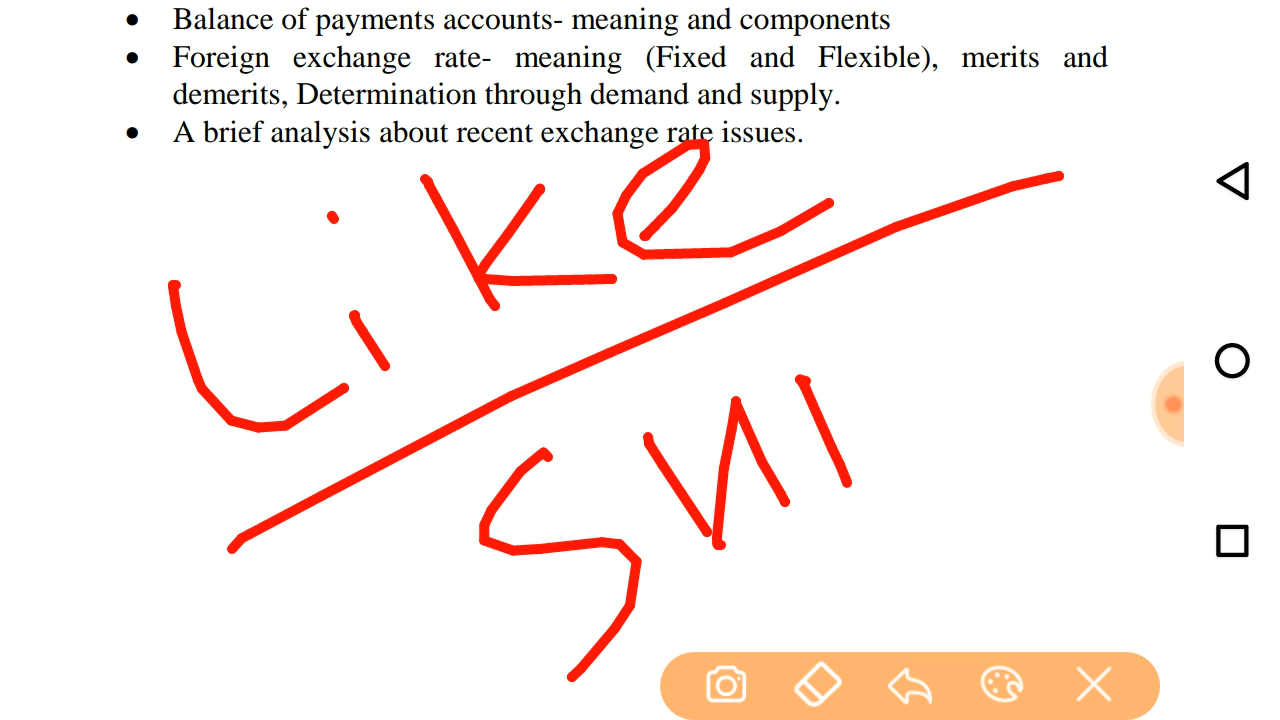 • Balance of payments accounts- meaning and components
• Foreign exchange rate- meaning (Fixed and Flexible), merits and
demerits, Determination through demand and supply.
• A brief analysis about recent exchange rate issues.
Like